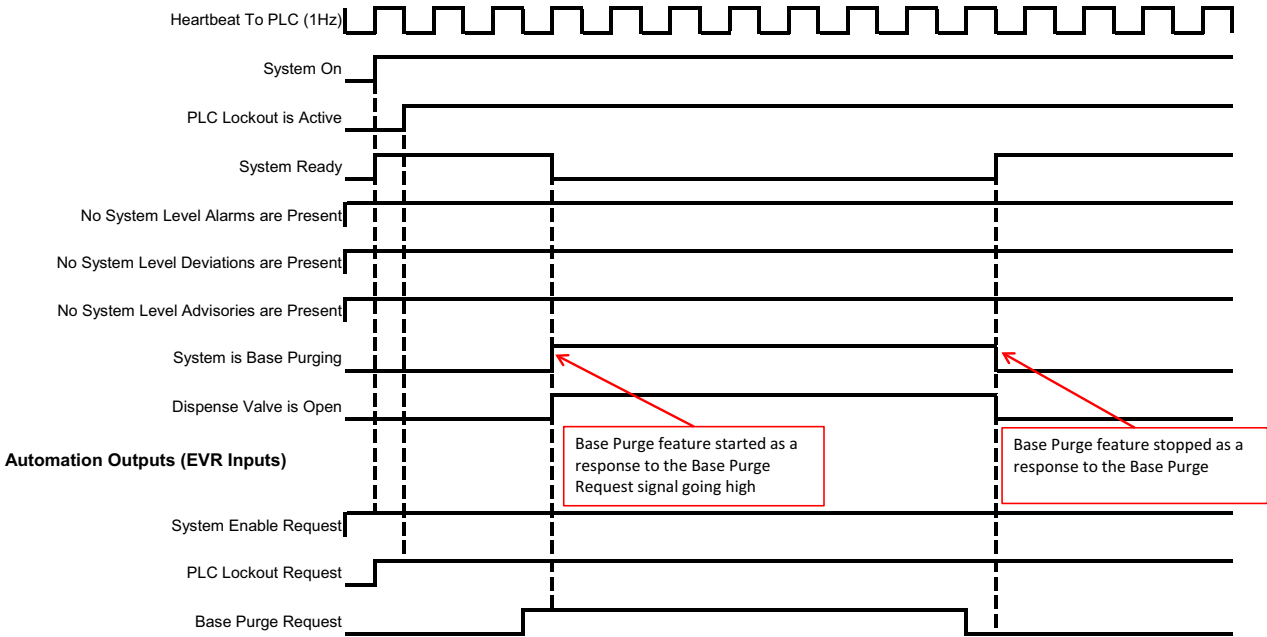 Heartbeat To PLC (1Hz)
System On
PLC Lockout is Active
System Ready
No System Level Alarms are Present
No System Level Deviations are Present
No System Level Advisories are Present
System is Base Purging
Dispense Valve is Open
Base Purge feature started as a
response to the Base Purge
Request signal going high
Base Purge feature stopped as a
response to the Base Purge
Automation Outputs (EVR Inputs)
System Enable Request
PLC Lockout Request
Base Purge Request